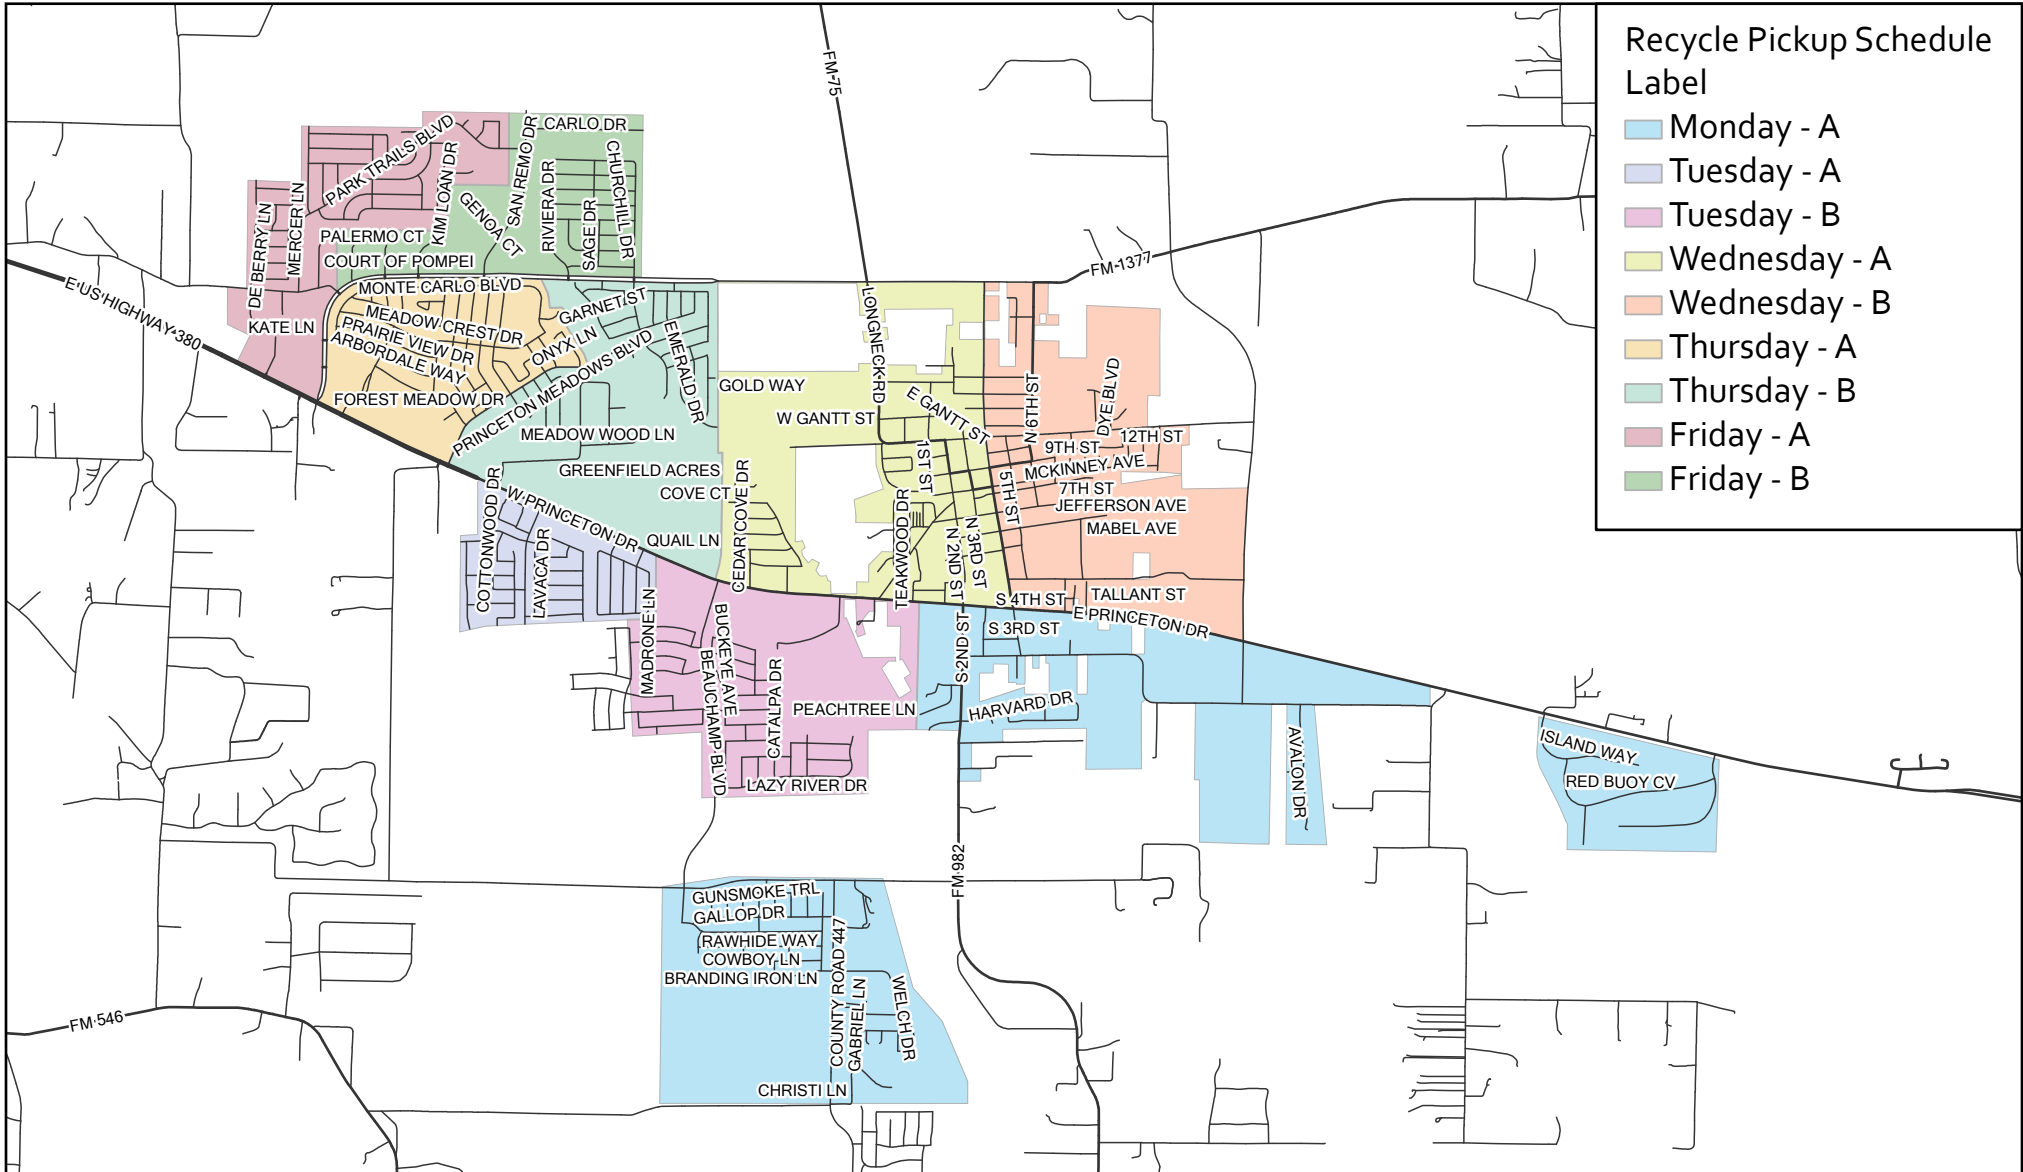 Recycle Pickup Schedule
Label
Monday - A
Tuesday - A
Tuesday - B
Wednesday - A
Wednesday - B
Thursday - A
Thursday - B
Friday - A
Friday - B
FM 75
CARLO DR
PARK TRAILS BLVD
KIM LOAN DR
SAN REMO DR
RIVIERA DR
CHURCHILL DR
SAGE DR
GENOA CT
MERCER LN
DE BERRY LN
PALERMO CT
COURT OF POMPEI
MONTE CARLO BLVD
KATE LN
E US HIGHWAY 380
FM 1377
MEADOW CREST DR
PRAIRIE VIEW DR
ARBORDALE WAY
FOREST MEADOW DR
GARNET ST
ONYX LN
PRINCETON MEADOWS BLVD
EMERALD DR
LONGNECK RD
GOLD WAY
W GANTT ST
E GANTT ST
N 6TH ST
DYE BLVD
12TH ST
9TH ST
MCKINNEY AVE
7TH ST
JEFFERSON AVE
MABEL AVE
5TH ST
1ST ST
MEADOW WOOD LN
GREENFIELD ACRES
COVE CT
CEDAR COVE DR
QUAIL LN
TEAKWOOD DR
N 2ND ST
N 3RD ST
COTTONWOOD DR
W PRINCETON DR
LAVACA DR
MADRONE LN
S 4TH ST
TALLANT ST
E PRINCETON DR
S 3RD ST
S 2ND ST
HARVARD DR
BUCKEYE AVE
BEAUCHAMP BLVD
CATALPA DR
PEACHTREE LN
LAZY RIVER DR
AVALON DR
ISLAND WAY
RED BUOY CV
FM 982
GUNSMOKE TRL
GALLOP DR
RAWHIDE WAY
COWBOY LN
BRANDING IRON LN
COUNTY ROAD 447
GABRIEL LN
WELCH DR
CHRISTI LN
FM 546